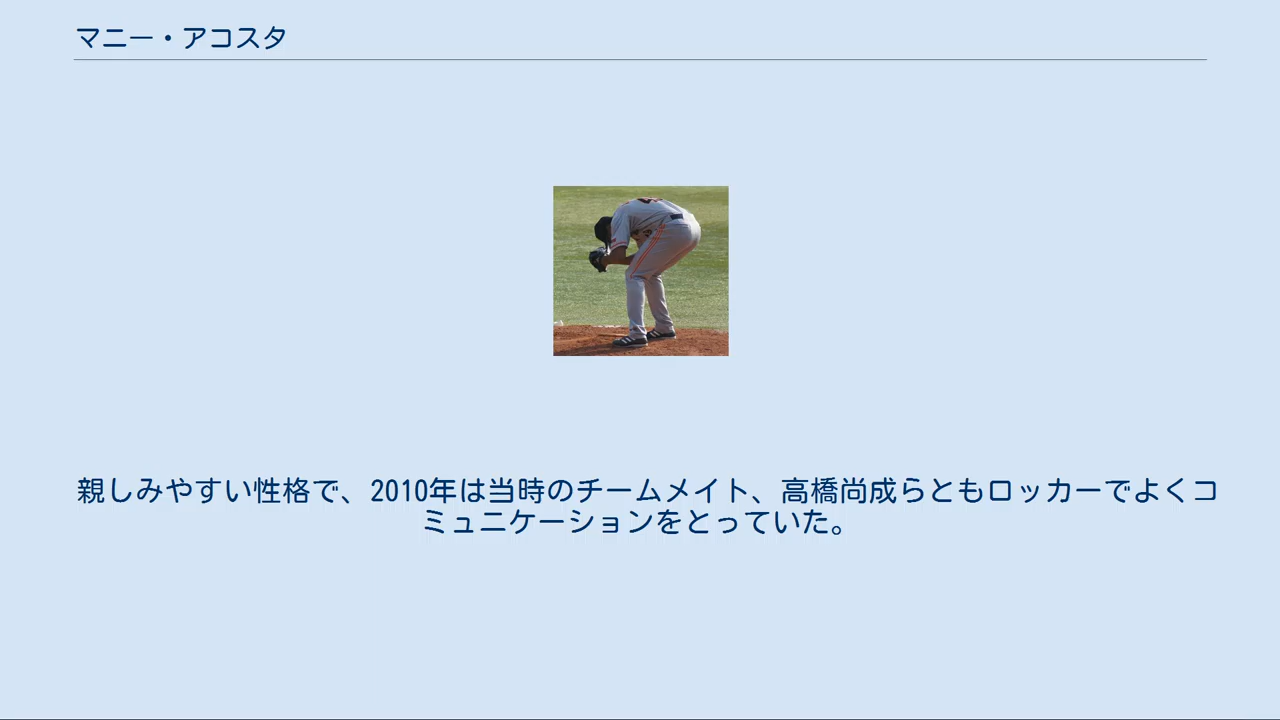 マニー・アコスタ
親しみやすい性格で、2010年は当時のチームメイト、高橋尚成らともロッカーでよくコ
ミュニケーションをとっていた。